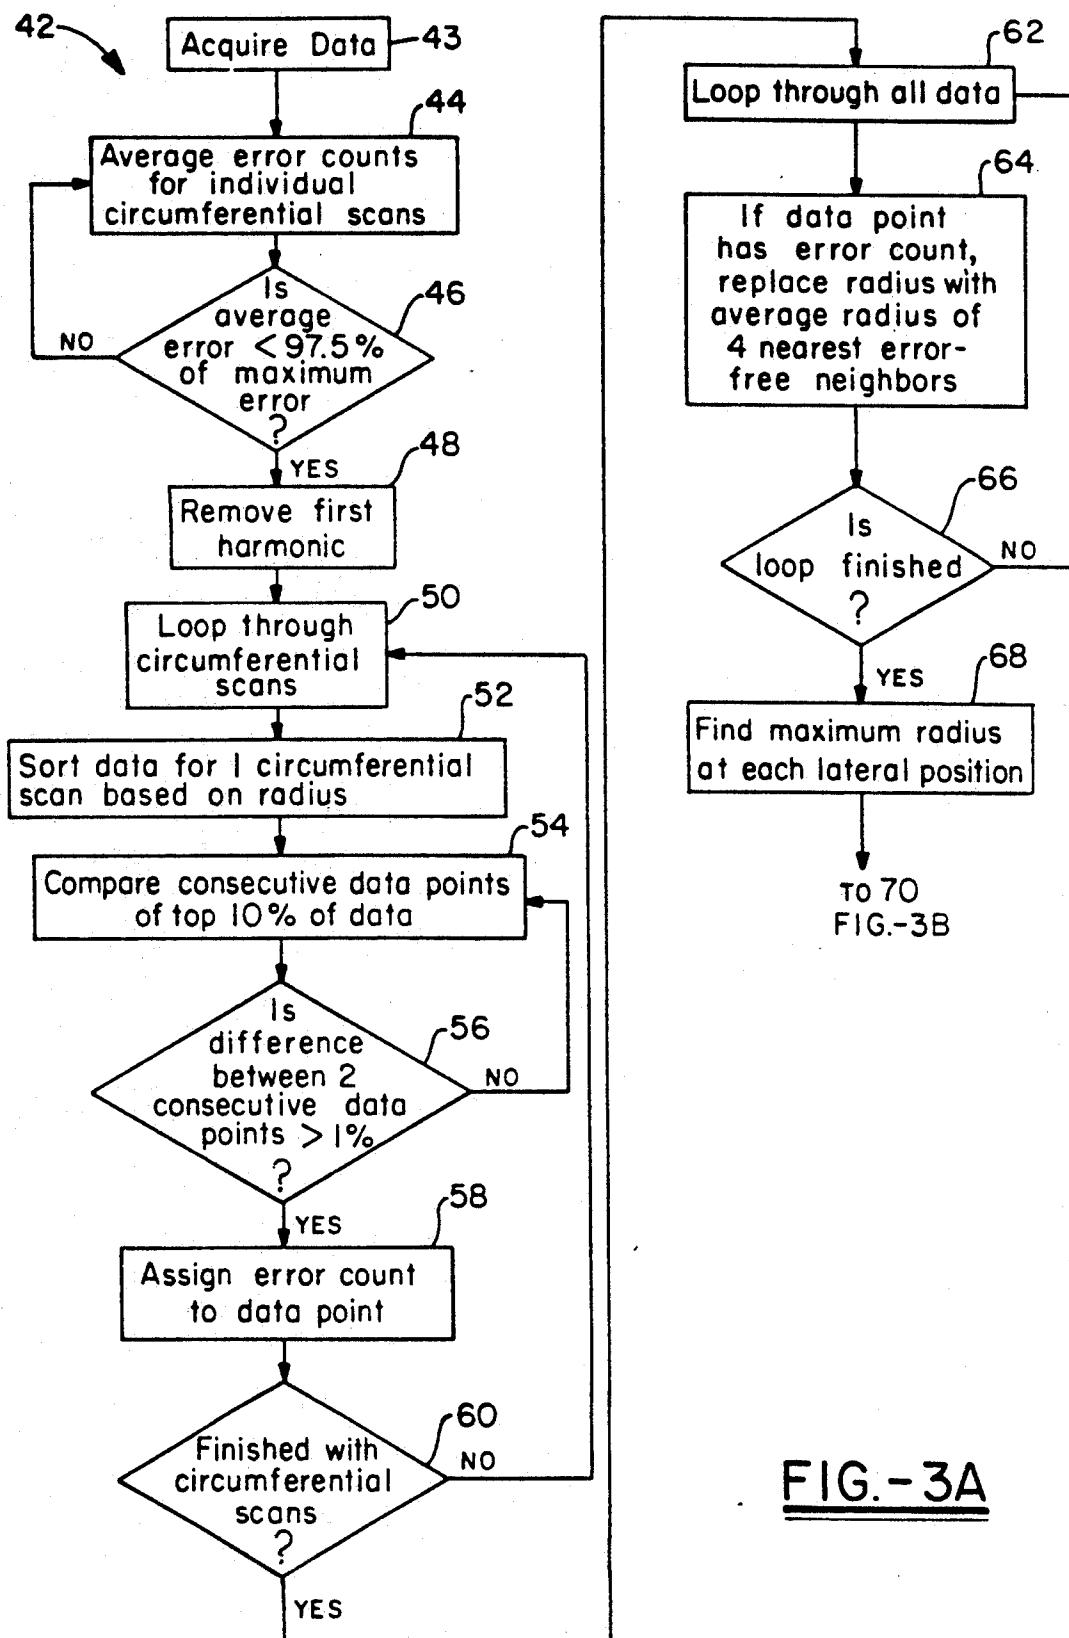 42
Acquire Data
43
44
Average error counts
for individual
circumferential scans
46
Is
average
error < 97.5%
of maximum
error
?
NO
YES
48
Remove first
harmonic
50
Loop through
circumferential
scans
52
Sort data for 1 circumferential
scan based on radius
54
Compare consecutive data points
of top 10% of data
56
Is
difference
between 2
consecutive data
points > 1%
?
NO
YES
58
Assign error count
to data point
60
Finished with
circumferential
scans
?
NO
YES
62
Loop through all data
64
If data point
has error count,
replace radius with
average radius of
4 nearest error-
free neighbors
66
Is
loop finished
?
NO
YES
68
Find maximum radius
at each lateral position
TO 70
FIG.-3B
FIG.-3A